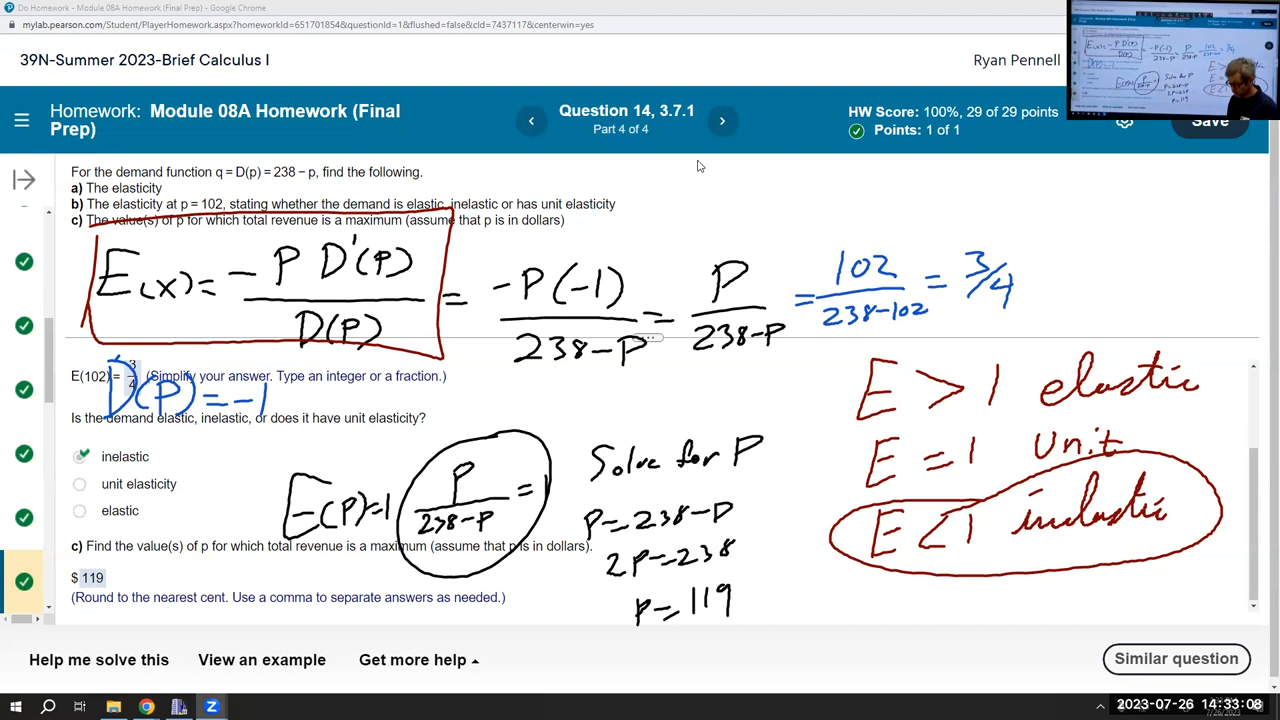 Do Homework - Module 08A Homework (Final Prep) - Google Chrome
mylab.pearson.com/Student/PlayerHomework.aspx?homeworkId=651701854&questionId=1&flushed=false&cId=7437117&centerwin=yes
39N-Summer 2023-Brief Calculus I
Ryan Pennell
Homework: Module 08A Homework (Final Prep)
Question 14, 3.7.1
Part 4 of 4
HW Score: 100%, 29 of 29 points
Points: 1 of 1
Save
For the demand function q = D(p) = 238 − p, find the following.
a) The elasticity
b) The elasticity at p = 102, stating whether the demand is elastic, inelastic or has unit elasticity
c) The value(s) of p for which total revenue is a maximum (assume that p is in dollars)
E(x) = -P D'(P) / D(P) = -P(-1) / 238-P = P / 238-P = 102 / 238-102 = 3/4
E(102) = 3/4 (Simplify your answer. Type an integer or a fraction.)
D'(P) = -1
Is the demand elastic, inelastic, or does it have unit elasticity?
inelastic
unit elasticity
elastic
E(P)=1 P / 238-P = 1
Solve for P
P=238-P
2P=238
P=119
E > 1 elastic
E = 1 Unit
E < 1 inelastic
c) Find the value(s) of p for which total revenue is a maximum (assume that p is in dollars).
$ 119
(Round to the nearest cent. Use a comma to separate answers as needed.)
Help me solve this
View an example
Get more help
Similar question
2023-07-26 14:33:08